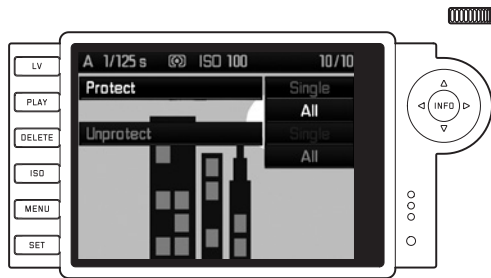 LV
PLAY
DELETE
ISO
MENU
SET
A 1/125 s ISO 100 10/10
Protect Single
All
Unprotect Single
All
INFO